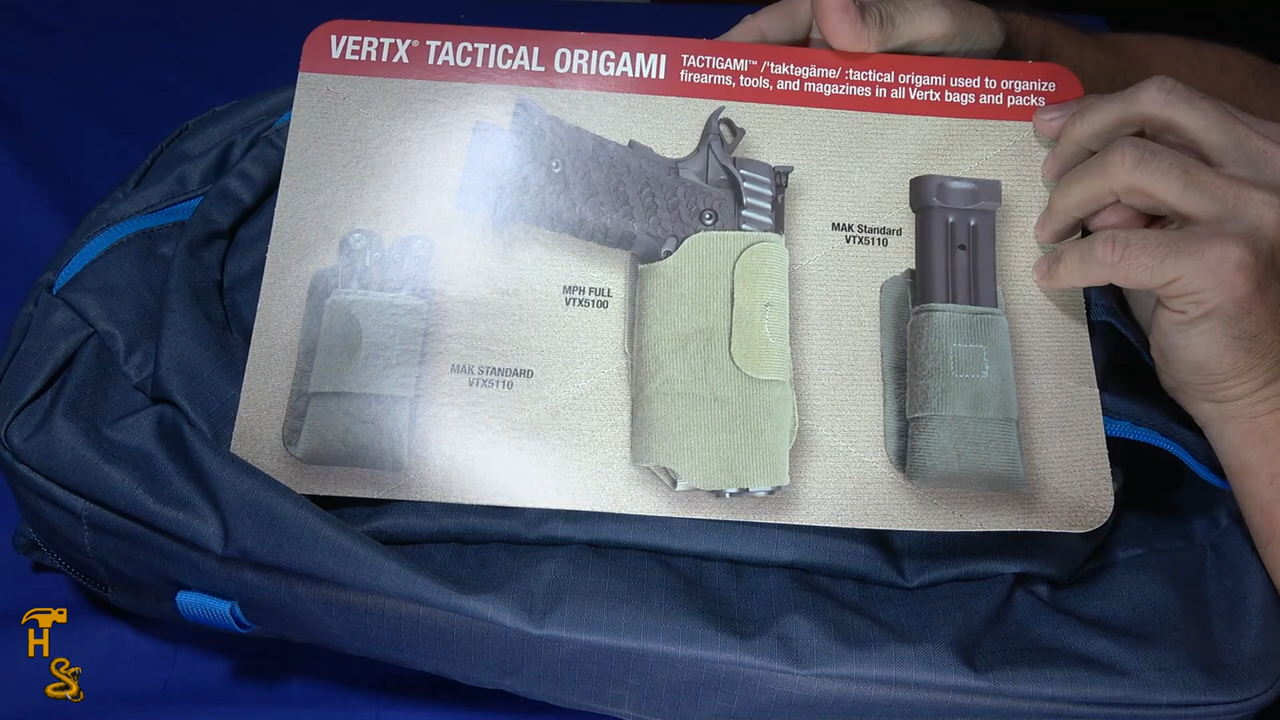 VERTX® TACTICAL ORIGAMI
TACTIGAMI™ /'taktəgäme/ :tactical origami used to organize
firearms, tools, and magazines in all Vertx bags and packs
MAK Standard
VTX5110
MPH FULL
VTX5100
MAK STANDARD
VTX5110
H
S